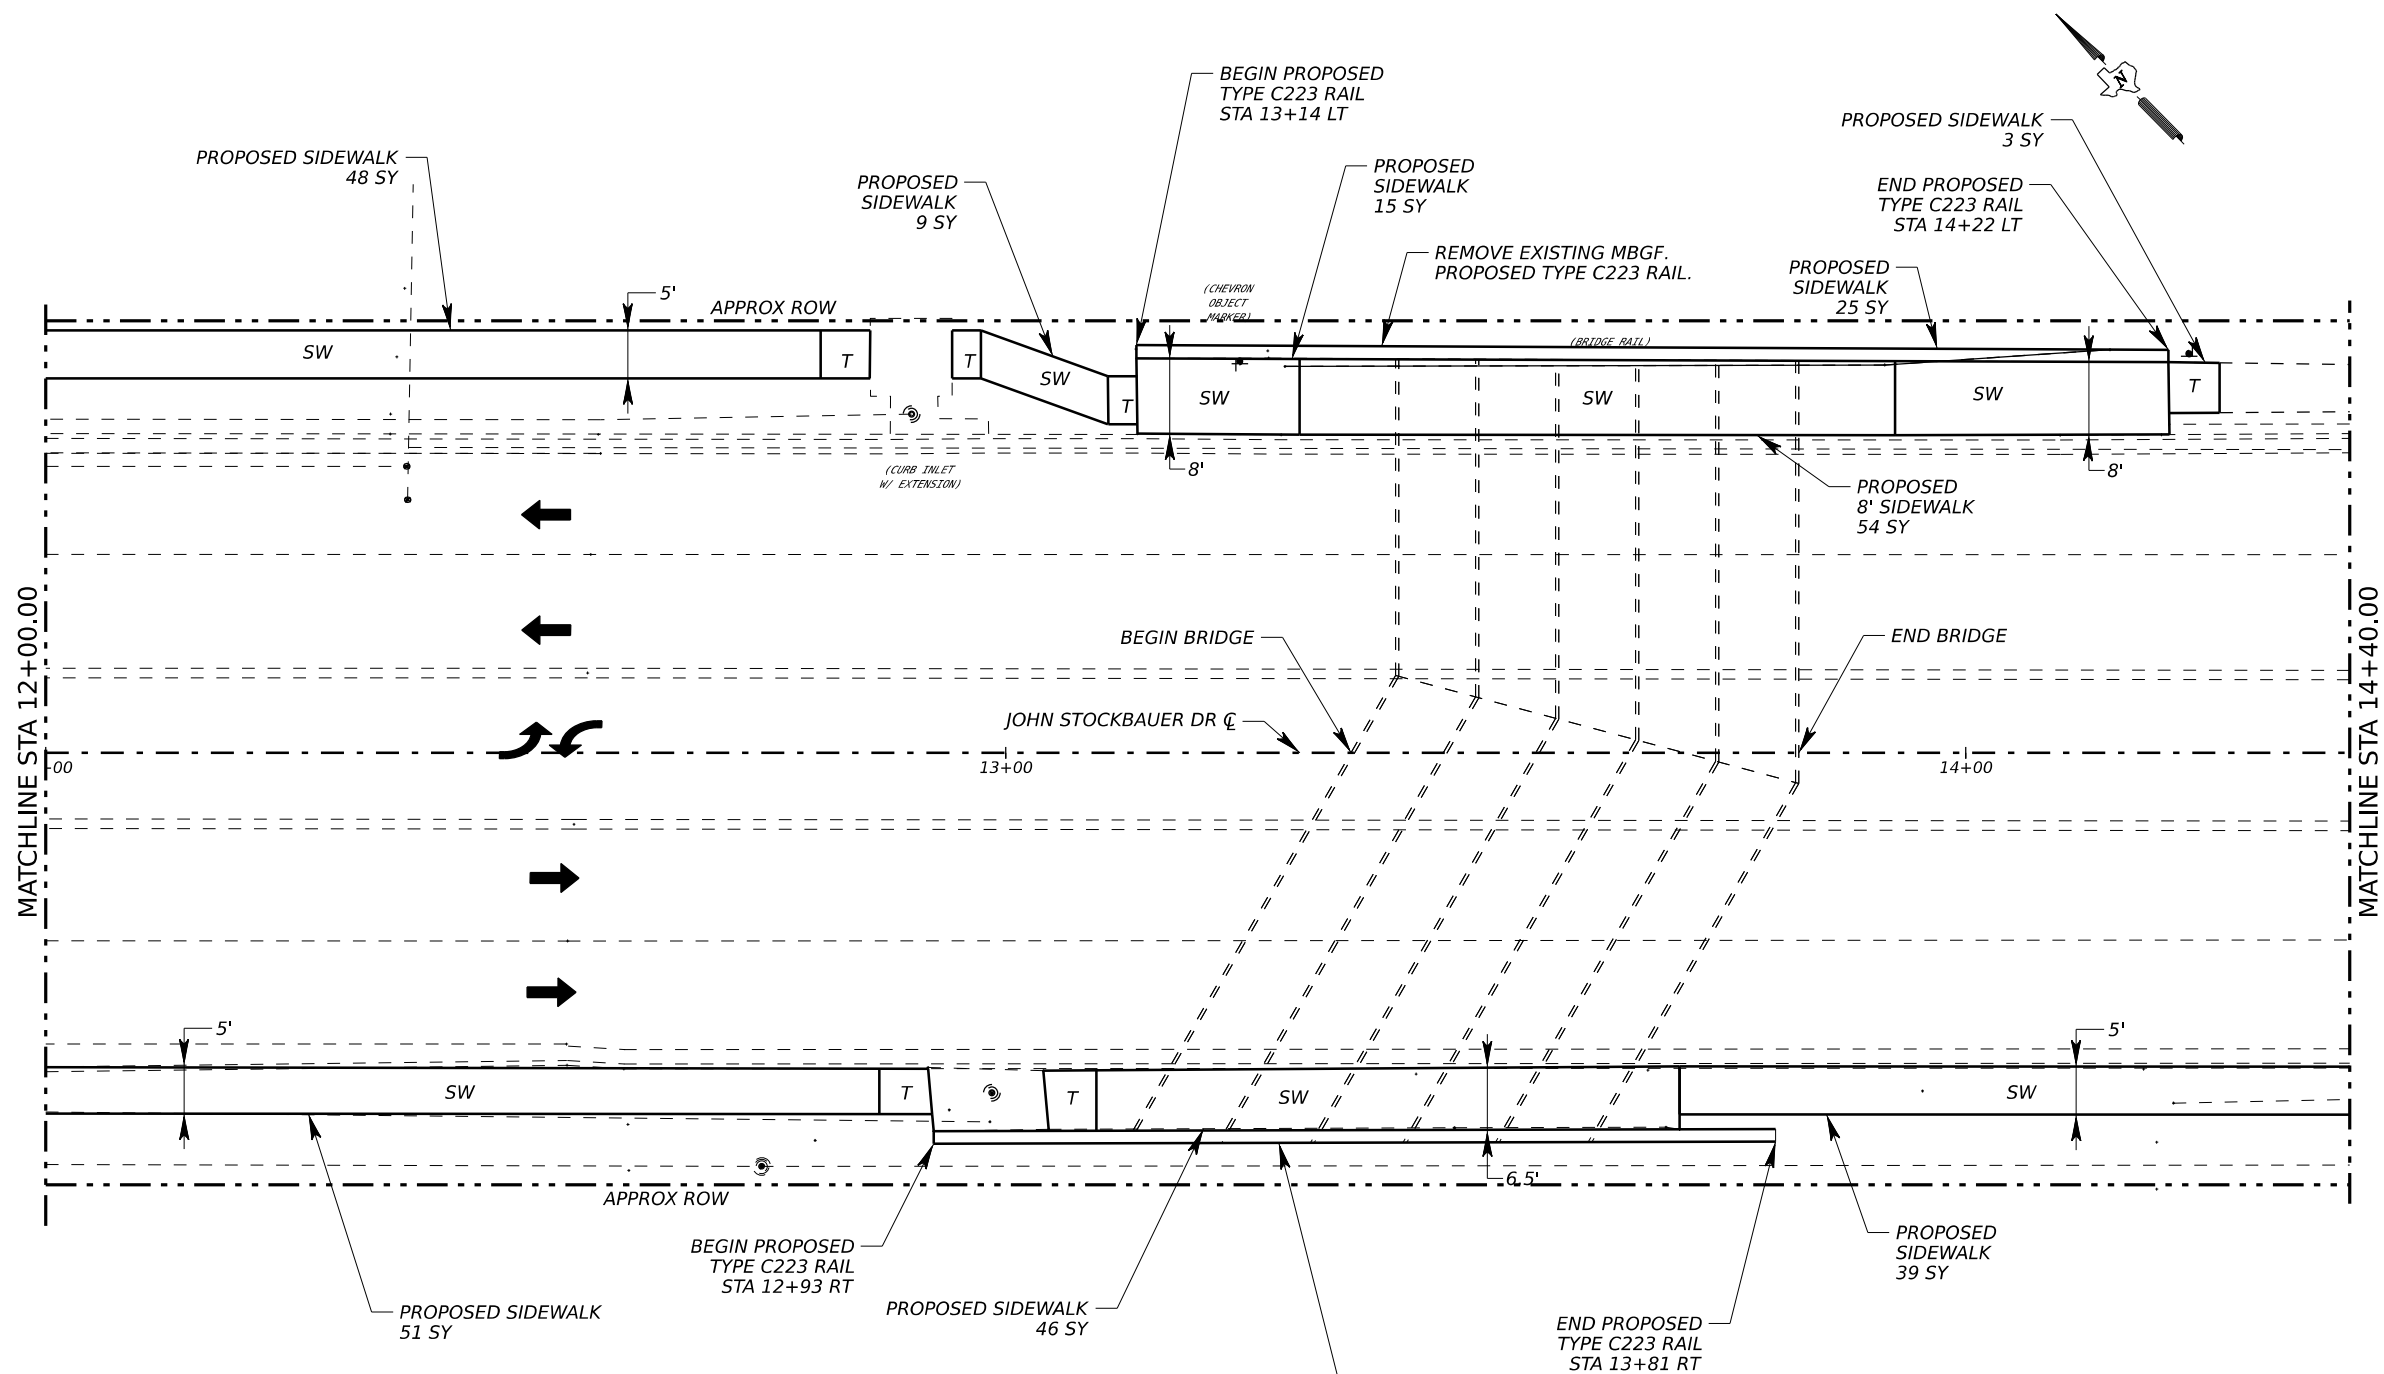 BEGIN PROPOSED
TYPE C223 RAIL
STA 13+14 LT
N
PROPOSED SIDEWALK
3 SY
PROPOSED SIDEWALK
48 SY
PROPOSED
SIDEWALK
9 SY
PROPOSED
SIDEWALK
15 SY
END PROPOSED
TYPE C223 RAIL
STA 14+22 LT
REMOVE EXISTING MBGF.
PROPOSED TYPE C223 RAIL.
PROPOSED
SIDEWALK
25 SY
5'
APPROX ROW
(CHEVRON
OBJECT
MARKER)
(BRIDGE RAIL)
SW
T
T
SW
T
SW
SW
SW
T
8'
8'
(CURB INLET
W/ EXTENSION)
PROPOSED
8' SIDEWALK
54 SY
MATCHLINE STA 12+00.00
MATCHLINE STA 14+40.00
BEGIN BRIDGE
END BRIDGE
JOHN STOCKBAUER DR ℄
-00
13+00
14+00
5'
5'
SW
T
T
SW
SW
6.5'
APPROX ROW
BEGIN PROPOSED
TYPE C223 RAIL
STA 12+93 RT
PROPOSED
SIDEWALK
39 SY
PROPOSED SIDEWALK
51 SY
PROPOSED SIDEWALK
46 SY
END PROPOSED
TYPE C223 RAIL
STA 13+81 RT